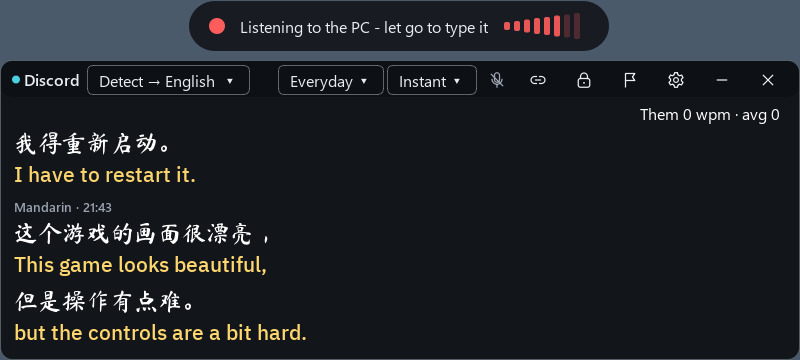 Listening to the PC - let go to type it
Discord Detect → English Everyday Instant
Them 0 wpm · avg 0
我得重新启动。
I have to restart it.
Mandarin · 21:43
这个游戏的画面很漂亮，
This game looks beautiful,
但是操作有点难。
but the controls are a bit hard.